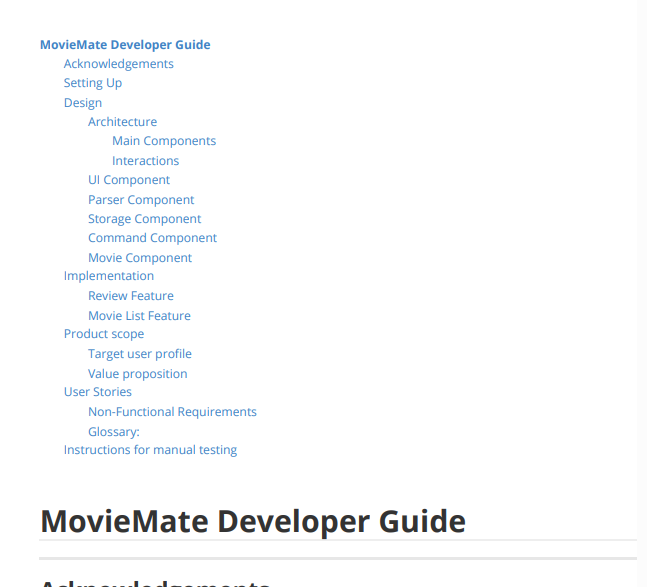 MovieMate Developer Guide
Acknowledgements
Setting Up
Design
Architecture
Main Components
Interactions
UI Component
Parser Component
Storage Component
Command Component
Movie Component
Implementation
Review Feature
Movie List Feature
Product scope
Target user profile
Value proposition
User Stories
Non-Functional Requirements
Glossary:
Instructions for manual testing
MovieMate Developer Guide
Acknowledgements